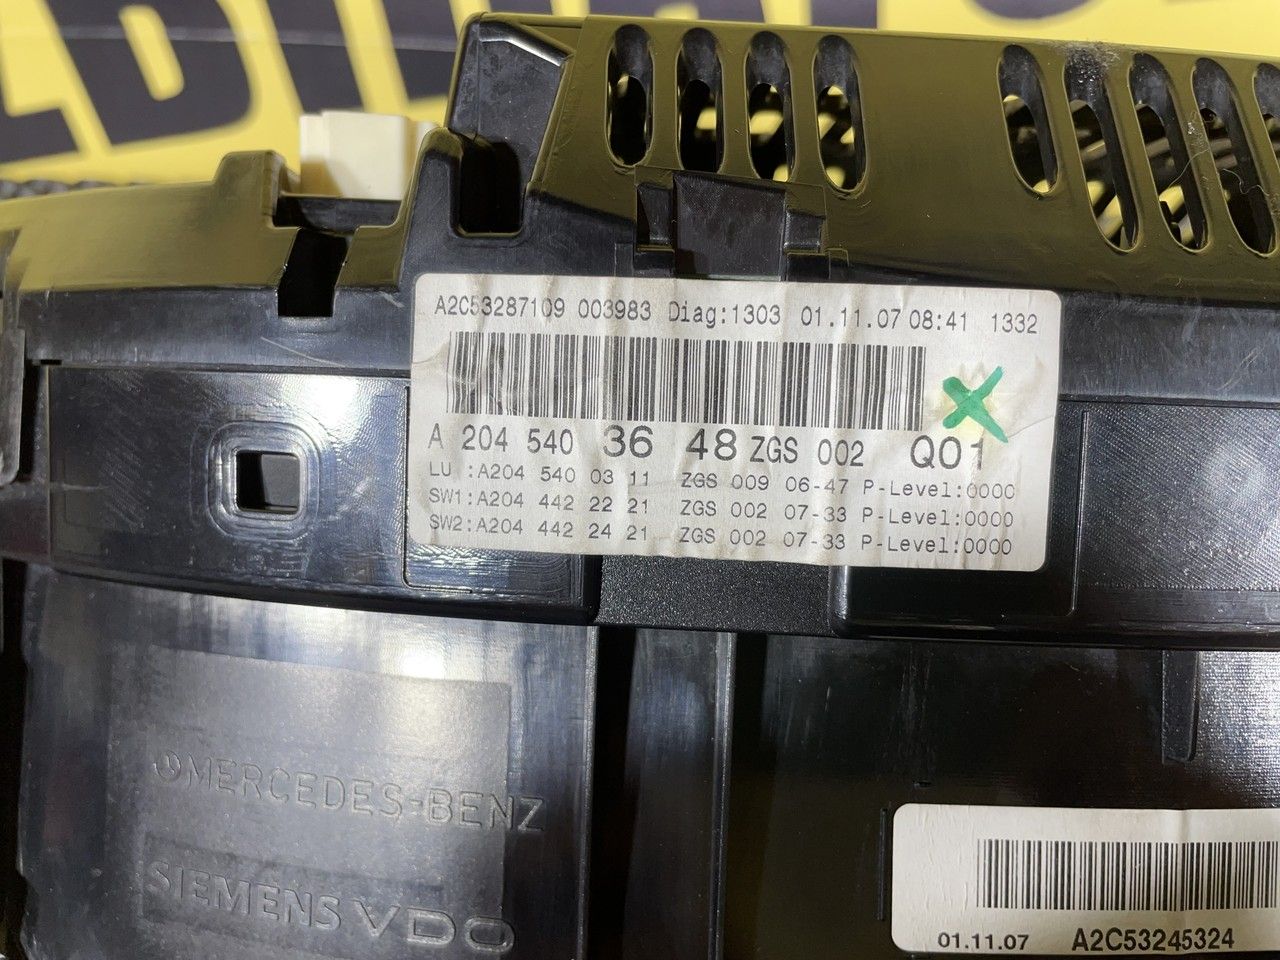 A2C53287109 003983 Diag:1303 01.11.07 08:41 1332
A 204 540 36 48 ZGS 002 Q01
LU :A204 540 03 11 ZGS 009 06-47 P-Level:0000
SW1:A204 442 22 21 ZGS 002 07-33 P-Level:0000
SW2:A204 442 24 21 ZGS 002 07-33 P-Level:0000
MERCEDES-BENZ
SIEMENS VDO
01.11.07 A2C53245324